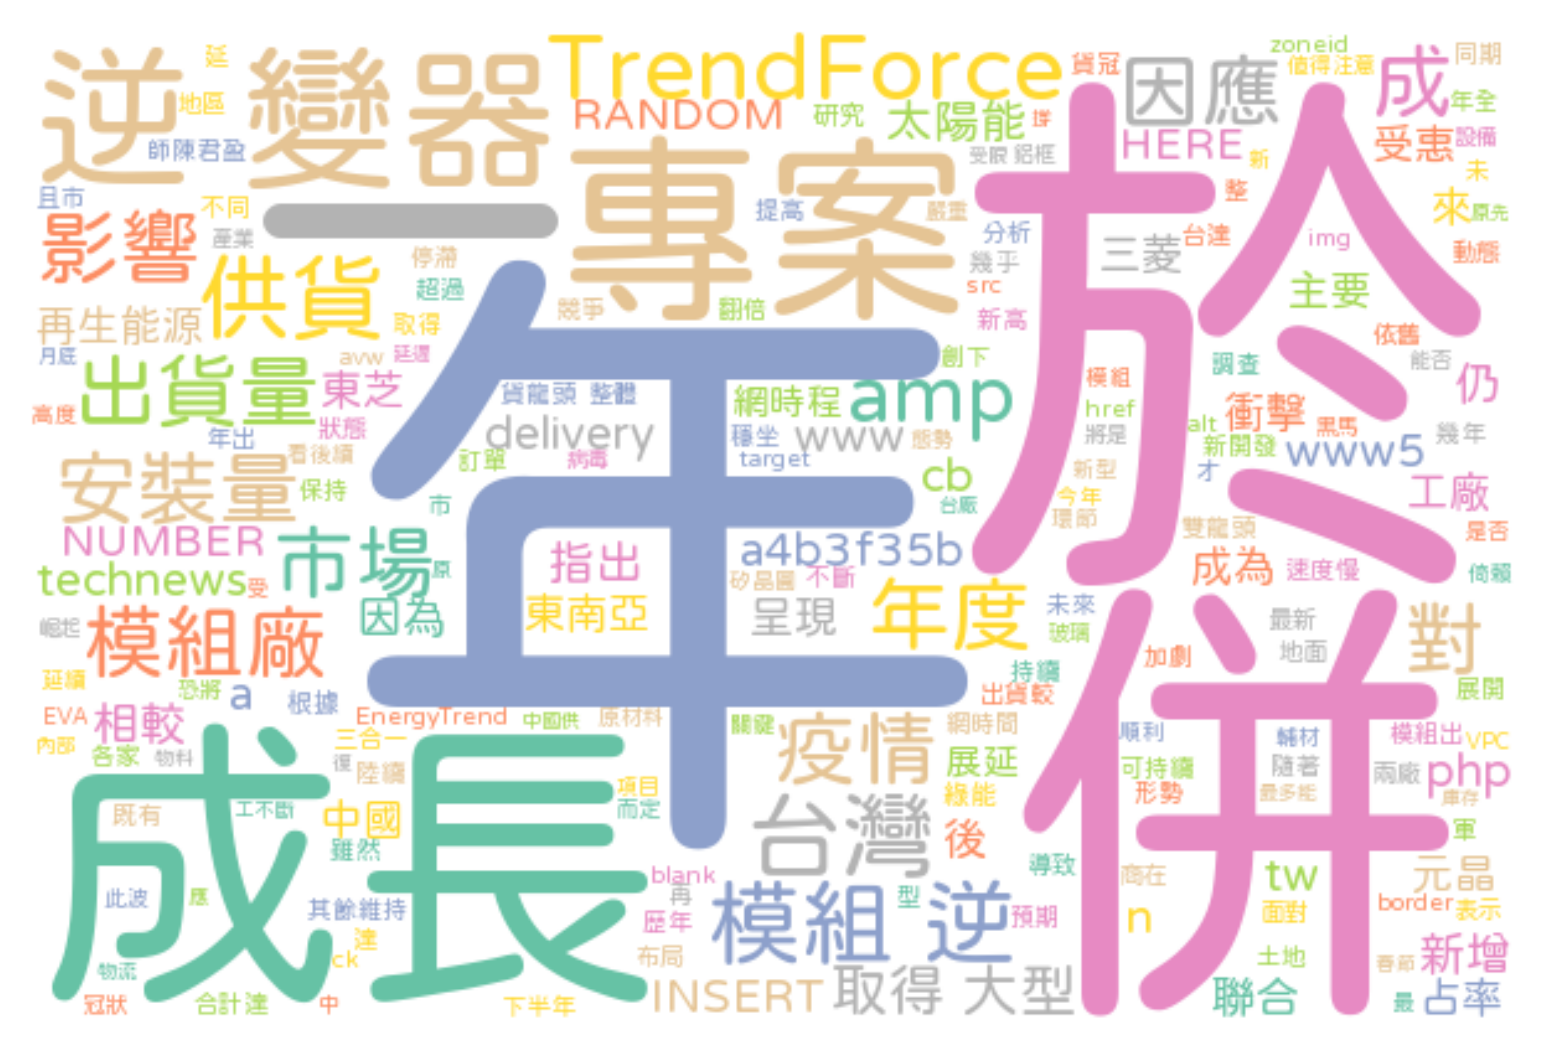 逆變器
TrendForce
RANDOM
研究
太陽能
因應
成
同期
zoneid
值得注意
貨冠
年全
受惠
設備
HERE
新
未
來
原先
整
地區
延
師陳君盈
且市
不同
產業
影響
一
專案
提高
嚴重
受限
鋁框
於
分析
三菱
台達
img
動態
幾乎
主要
src
新高
停滯
超過
供貨
再生能源
取得
競爭
翻倍
月底
avw
延遲
創下
依舊
能否
調查
仍
出貨量
東芝
貨龍頭
整體
網時程
amp
模組
href
將是
alt
衝擊
黑馬
新開發
www5
幾年
高度
狀態
年出
看後續
delivery
穩坐
www
態勢
target
訂單
病毒
年
安裝量
保持
市
cb
台廠
新型
今年
環節
才
雙龍頭
工廠
是否
NUMBER
市場
原
technews
受
指出
a4b3f35b
矽晶圓
不斷
成為
速度慢
倚賴
崛起
模組廠
因為
東南亞
呈現
年度
未來
玻璃
最新
地面
對
加劇
持續
出貨較
延續
恐將
a
根據
展開
EVA
相較
EnergyTrend
中國供
原材料
關鍵
疫情
網時間
併
順利
輔材
模組出
VPC
內部
各家
物料
三合一
復
陸續
展延
可持續
隨著
兩廠
php
成長
既有
工不斷
中國
雖然
項目
而定
綠能
形勢
最多能
庫存
台灣
後
軍
導致
商在
tw
元晶
此波
應
其餘維持
blank
再
歷年
模組
型
逆
預期
n
面對
border
表示
物流
達
ck
布局
土地
春節
新增
冠狀
合計達
中
下半年
INSERT
取得
大型
聯合
最
占率